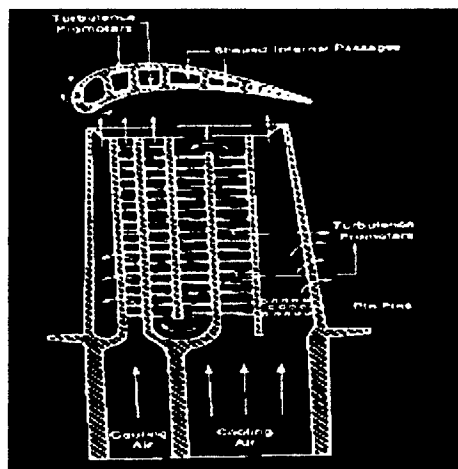 Turbulence
Promoters
Shaped Internal Passages
Turbulence
Promoters
Pin Fins
Cooling
Air
Cooling
Air